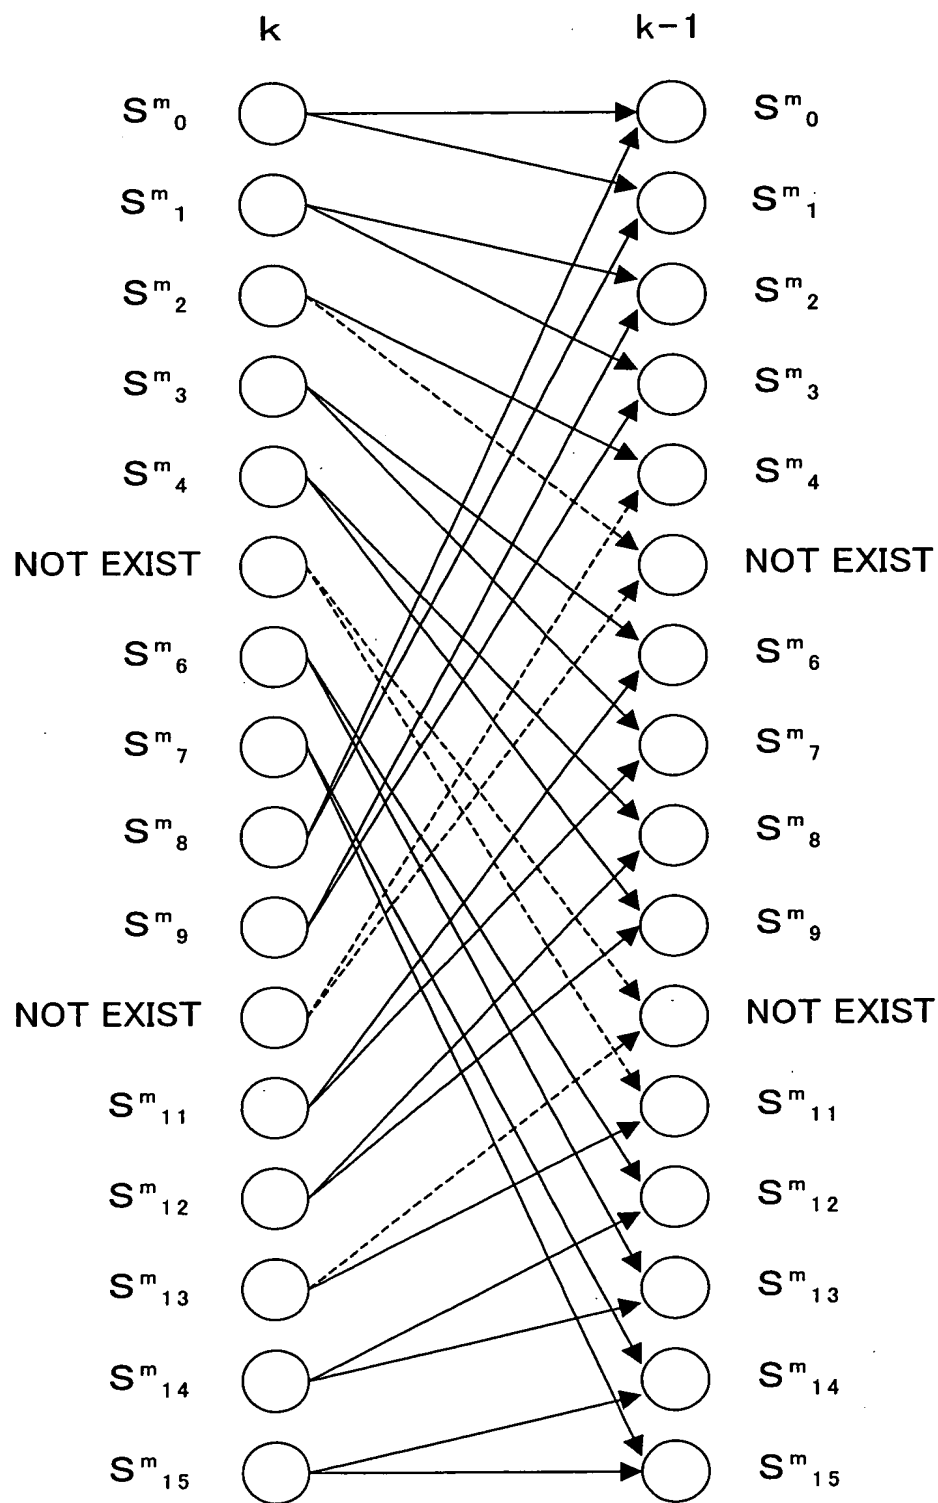 k k-1
S^m_0 S^m_0
S^m_1 S^m_1
S^m_2 S^m_2
S^m_3 S^m_3
S^m_4 S^m_4
NOT EXIST NOT EXIST
S^m_6 S^m_6
S^m_7 S^m_7
S^m_8 S^m_8
S^m_9 S^m_9
NOT EXIST NOT EXIST
S^m_11 S^m_11
S^m_12 S^m_12
S^m_13 S^m_13
S^m_14 S^m_14
S^m_15 S^m_15